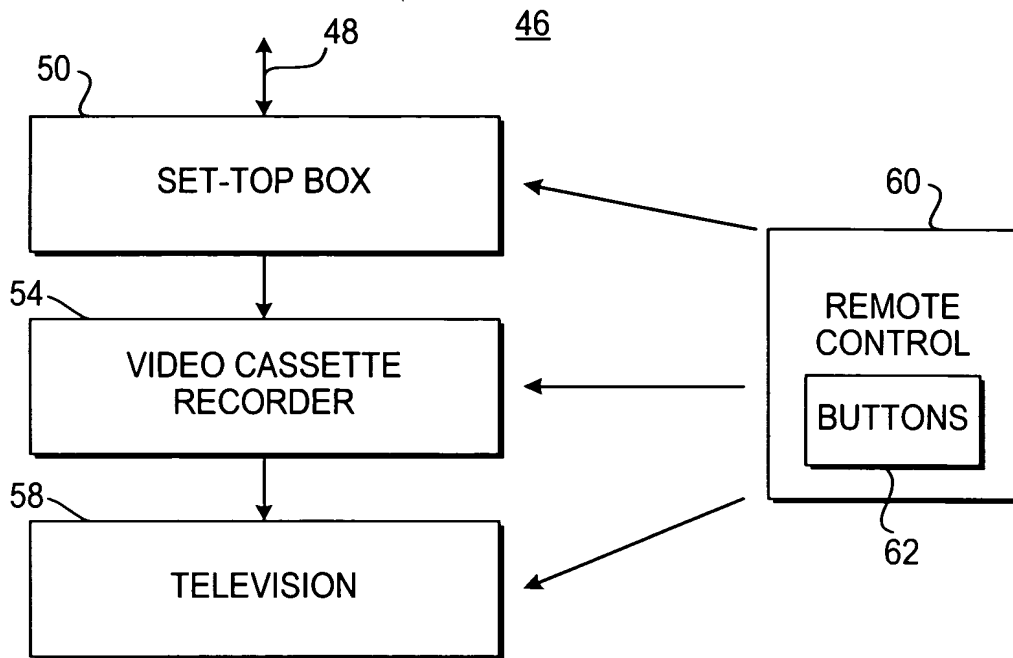 46
48
50
SET-TOP BOX
60
54
VIDEO CASSETTE
RECORDER
REMOTE
CONTROL
BUTTONS
62
58
TELEVISION